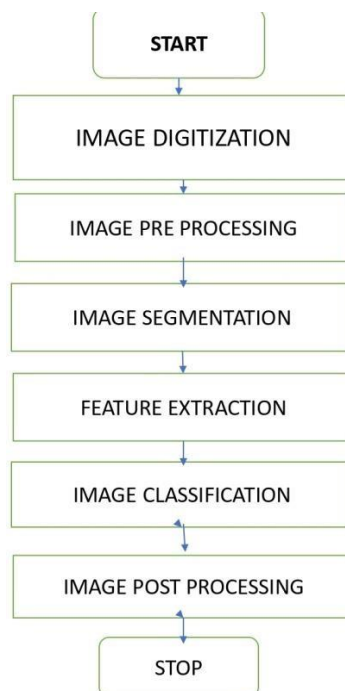 START
IMAGE DIGITIZATION
IMAGE PRE PROCESSING
IMAGE SEGMENTATION
FEATURE EXTRACTION
IMAGE CLASSIFICATION
IMAGE POST PROCESSING
STOP